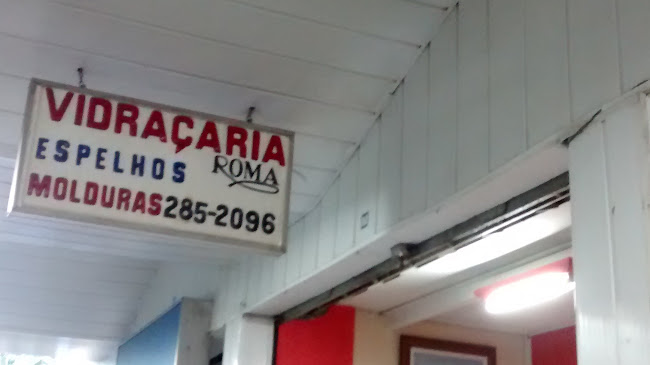 VIDRAÇARIA
ESPELHOS ROMA
MOLDURAS 285-2096